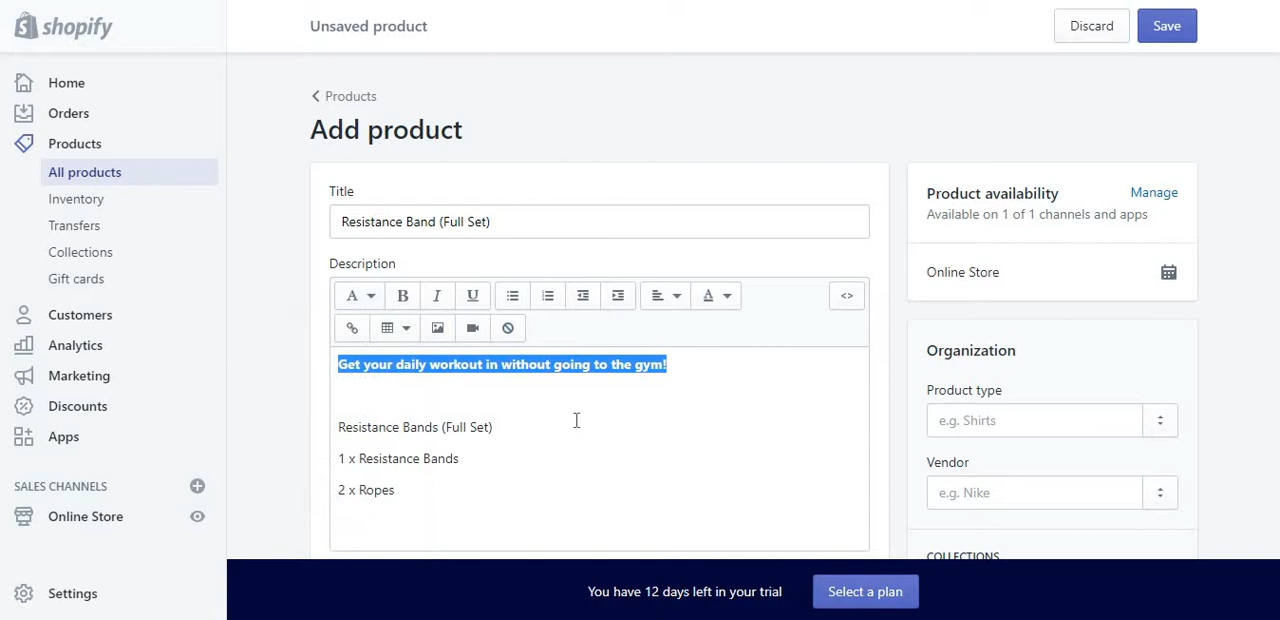 shopify
Unsaved product
Discard
Save
Home
Orders
Products
All products
Inventory
Transfers
Collections
Gift cards
Customers
Analytics
Marketing
Discounts
Apps
SALES CHANNELS
Online Store
Settings
Products
Add product
Title
Resistance Band (Full Set)
Description
A
B
I
U
A
<>
Get your daily workout in without going to the gym!
Resistance Bands (Full Set)
1 x Resistance Bands
2 x Ropes
Product availability
Manage
Available on 1 of 1 channels and apps
Online Store
Organization
Product type
e.g. Shirts
Vendor
e.g. Nike
COLLECTIONS
You have 12 days left in your trial
Select a plan